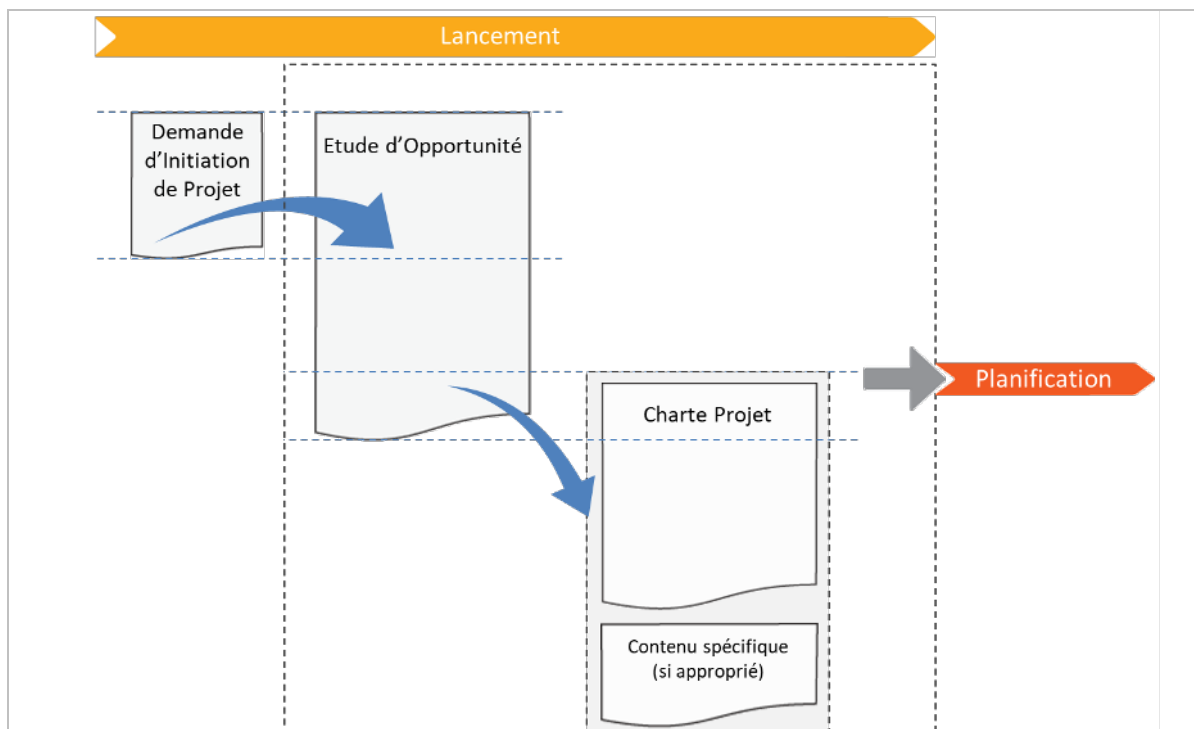 Lancement
Demande
d'Initiation
de Projet
Etude d'Opportunité
Planification
Charte Projet
Contenu spécifique
(si approprié)